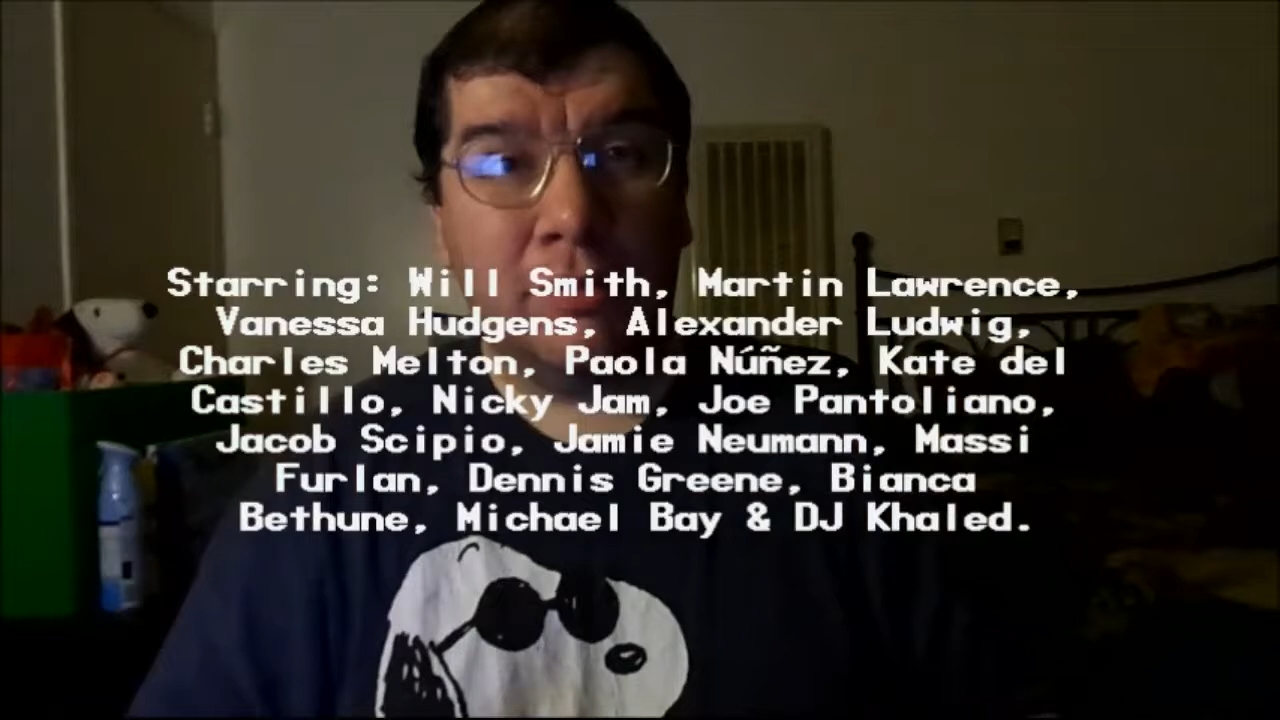 Starring: Will Smith, Martin Lawrence,
Vanessa Hudgens, Alexander Ludwig,
Charles Melton, Paola Núñez, Kate del
Castillo, Nicky Jam, Joe Pantoliano,
Jacob Scipio, Jamie Neumann, Massi
Furlan, Dennis Greene, Bianca
Bethune, Michael Bay & DJ Khaled.